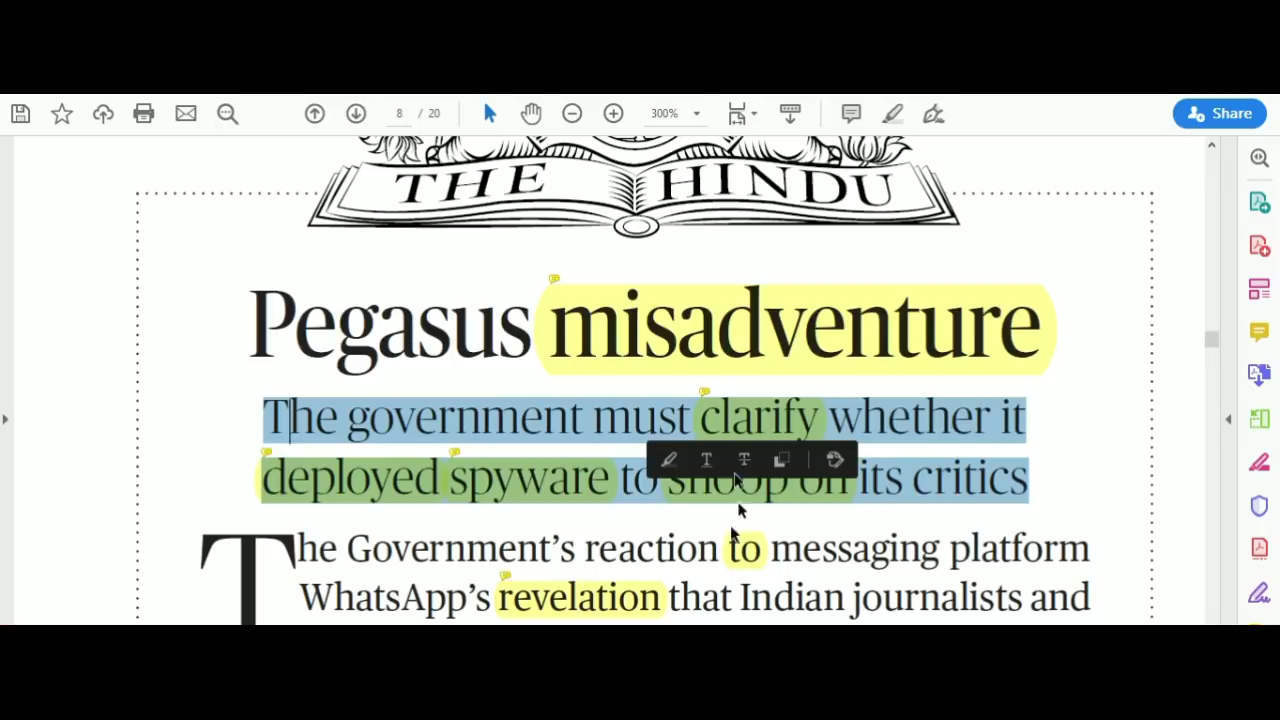 8 / 20
300%
Share
THE HINDU
Pegasus misadventure
The government must clarify whether it
deployed spyware to snoop on its critics
The Government's reaction to messaging platform
WhatsApp's revelation that Indian journalists and